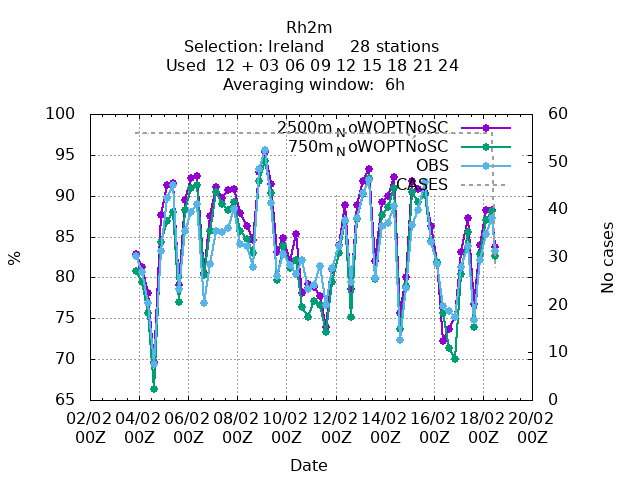 Rh2m
Selection: Ireland 28 stations
Used 12 + 03 06 09 12 15 18 21 24
Averaging window: 6h
100
95
90
85
80
75
70
65
%
60
50
40
30
20
10
0
No cases
2500m NoWOPTNoSC
750m NoWOPTNoSC
OBS
CASES
02/02 04/02 06/02 08/02 10/02 12/02 14/02 16/02 18/02 20/02
00Z 00Z 00Z 00Z 00Z 00Z 00Z 00Z 00Z 00Z
Date